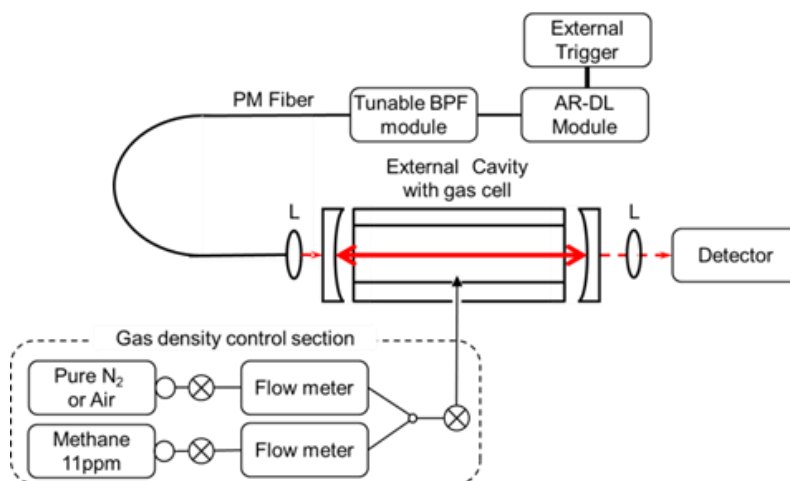 External
Trigger
PM Fiber
Tunable BPF
module
AR-DL
Module
External Cavity
with gas cell
L
L
Detector
Gas density control section
Pure N₂
or Air
Flow meter
Methane
11ppm
Flow meter